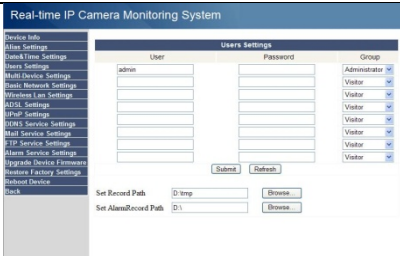 Real-time IP Camera Monitoring System
Device Info
Alias Settings
Date&Time Settings
Users Settings
Multi-Device Settings
Basic Network Settings
Wireless Lan Settings
ADSL Settings
UPnP Settings
DDNS Service Settings
Mail Service Settings
FTP Service Settings
Alarm Service Settings
Upgrade Device Firmware
Restore Factory Settings
Reboot Device
Back
Users Settings
User Password Group
admin Administrator
Visitor
Visitor
Visitor
Visitor
Visitor
Visitor
Visitor
Submit Refresh
Set Record Path D:\tmp Browse...
Set AlamiRecord Path D:\ Browse...